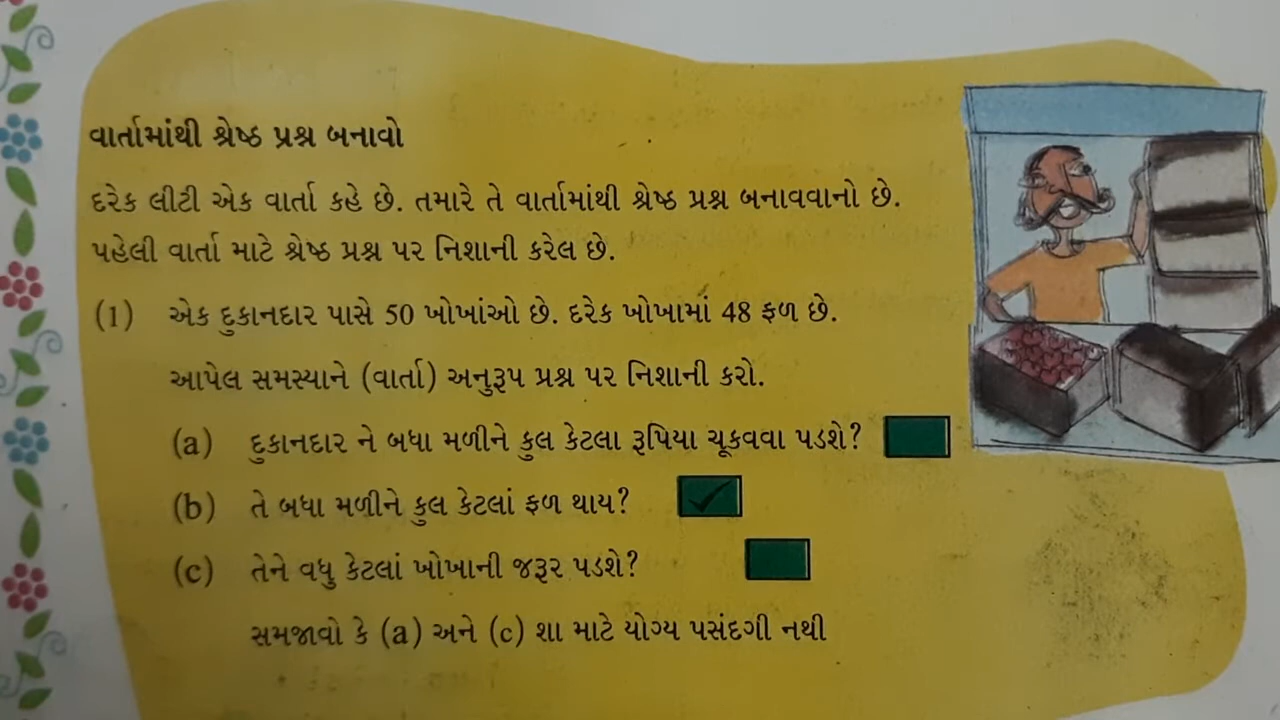 વાર્તામાંથી શ્રેષ્ઠ પ્રશ્ન બનાવો
દરેક લીટી એક વાર્તા કહે છે. તમારે તે વાર્તામાંથી શ્રેષ્ઠ પ્રશ્ન બનાવવાનો છે.
પહેલી વાર્તા માટે શ્રેષ્ઠ પ્રશ્ન પર નિશાની કરેલ છે.
(1) એક દુકાનદાર પાસે 50 ખોખાંઓ છે. દરેક ખોખામાં 48 ફળ છે.
આપેલ સમસ્યાને (વાર્તા) અનુરૂપ પ્રશ્ન પર નિશાની કરો.
(a) દુકાનદાર ને બધા મળીને કુલ કેટલા રૂપિયા ચૂકવવા પડશે?
(b) તે બધા મળીને કુલ કેટલાં ફળ થાય? ✓
(c) તેને વધુ કેટલાં ખોખાની જરૂર પડશે?
સમજાવો કે (a) અને (c) શા માટે યોગ્ય પસંદગી નથી